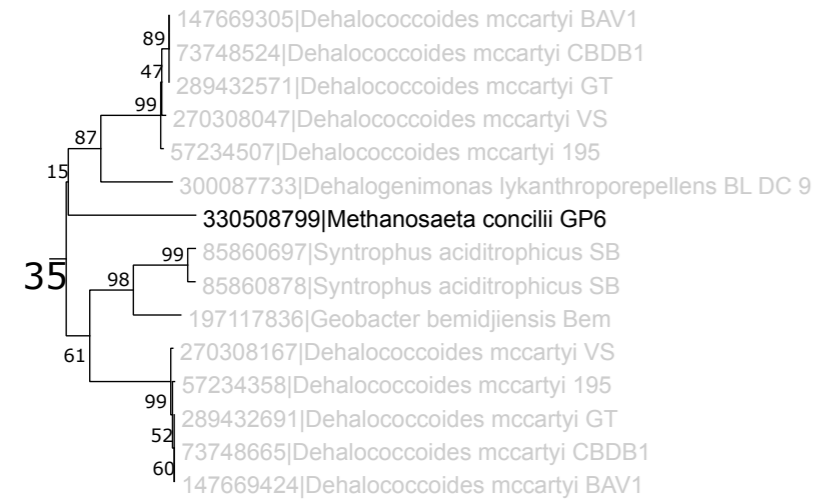 147669305|Dehalococcoides mccartyi BAV1
89
73748524|Dehalococcoides mccartyi CBDB1
47
289432571|Dehalococcoides mccartyi GT
99
270308047|Dehalococcoides mccartyi VS
87
57234507|Dehalococcoides mccartyi 195
15
300087733|Dehalogenimonas lykanthroporepellens BL DC 9
330508799|Methanosaeta concilii GP6
99
85860697|Syntrophus aciditrophicus SB
35
98
85860878|Syntrophus aciditrophicus SB
197117836|Geobacter bemidjiensis Bem
61
270308167|Dehalococcoides mccartyi VS
57234358|Dehalococcoides mccartyi 195
99
289432691|Dehalococcoides mccartyi GT
52
73748665|Dehalococcoides mccartyi CBDB1
60
147669424|Dehalococcoides mccartyi BAV1